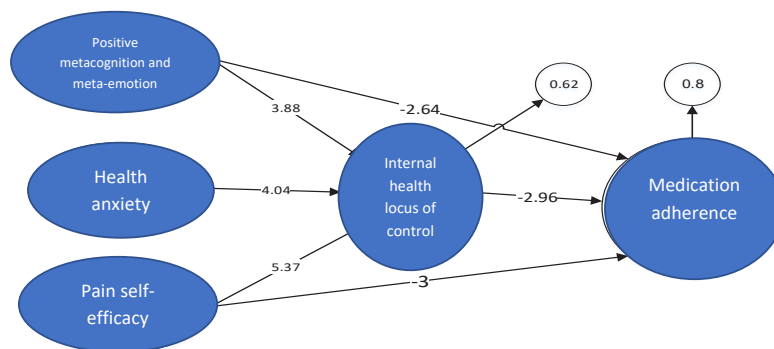 Positive
metacognition and
meta-emotion
0.62
0.8
-2.64
3.88
Internal
health
locus of
control
Health
anxiety
4.04
-2.96
Medication
adherence
5.37
Pain self-
efficacy
-3